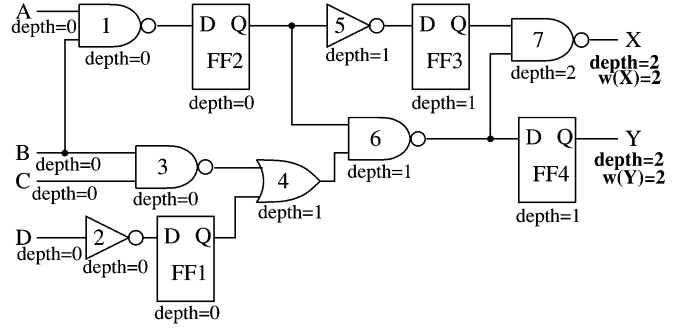 A
depth=0
1
depth=0
D Q
FF2
depth=0
5
depth=1
D Q
FF3
depth=1
7
depth=2
X
depth=2
w(X)=2
B
depth=0
C
depth=0
3
depth=0
4
depth=1
6
depth=1
D Q
FF4
depth=1
Y
depth=2
w(Y)=2
D
depth=0
2
depth=0
D Q
FF1
depth=0